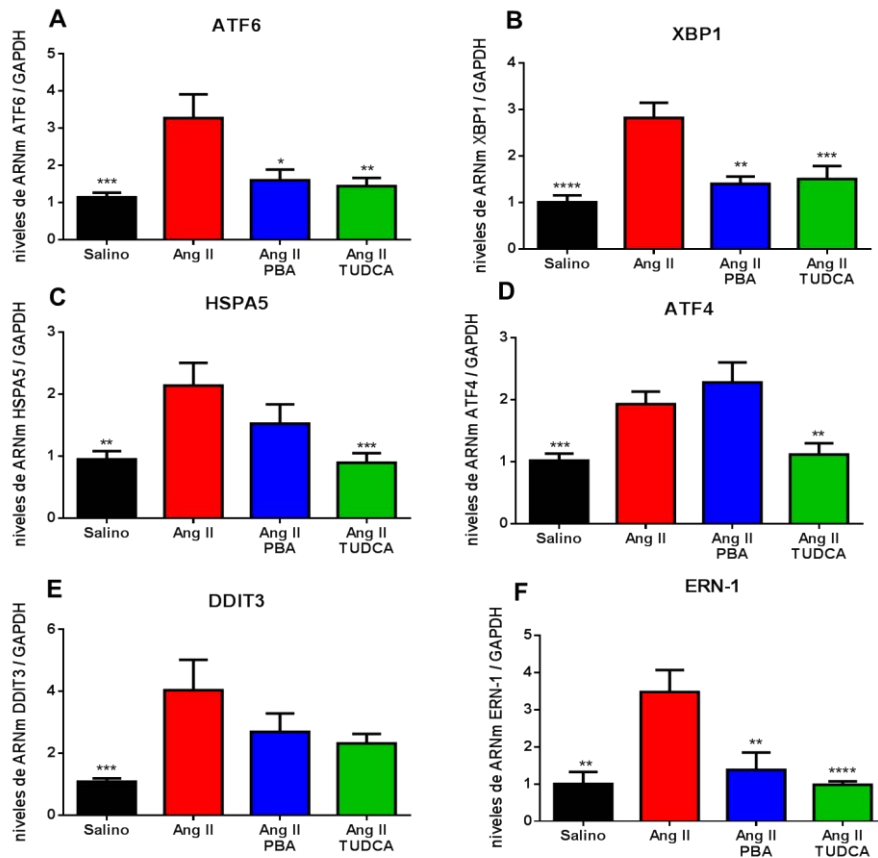 A
ATF6
niveles de ARNm ATF6 / GAPDH
5
4
3
2
1
0
***
*
**
Salino
Ang II
Ang II
PBA
Ang II
TUDCA
B
XBP1
niveles de ARNm XBP1 / GAPDH
4
3
2
1
0
****
**
***
Salino
Ang II
Ang II
PBA
Ang II
TUDCA
C
HSPA5
niveles de ARNm HSPA5 / GAPDH
3
2
1
0
**
***
Salino
Ang II
Ang II
PBA
Ang II
TUDCA
D
ATF4
niveles de ARNm ATF4 / GAPDH
3
2
1
0
***
**
Salino
Ang II
Ang II
PBA
Ang II
TUDCA
E
DDIT3
niveles de ARNm DDIT3 / GAPDH
6
4
2
0
***
Salino
Ang II
Ang II
PBA
Ang II
TUDCA
F
ERN-1
niveles de ARNm ERN-1 / GAPDH
5
4
3
2
1
0
**
**
****
Salino
Ang II
Ang II
PBA
Ang II
TUDCA